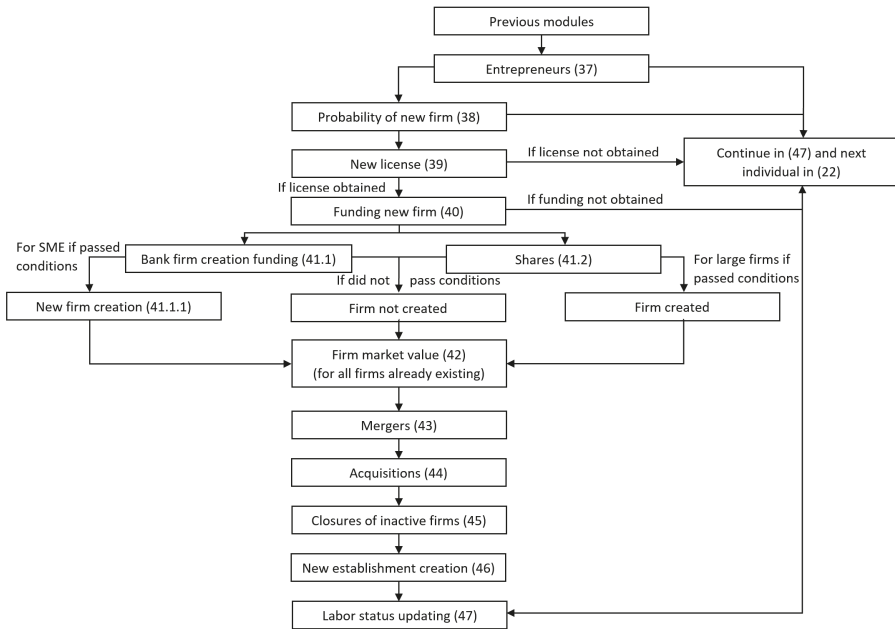 Previous modules
Entrepreneurs (37)
Probability of new firm (38)
New license (39)
If license not obtained
Continue in (47) and next
individual in (22)
If license obtained
Funding new firm (40)
If funding not obtained
For SME if passed
conditions
Bank firm creation funding (41.1)
Shares (41.2)
For large firms if
passed conditions
If did not pass conditions
New firm creation (41.1.1)
Firm not created
Firm created
Firm market value (42)
(for all firms already existing)
Mergers (43)
Acquisitions (44)
Closures of inactive firms (45)
New establishment creation (46)
Labor status updating (47)